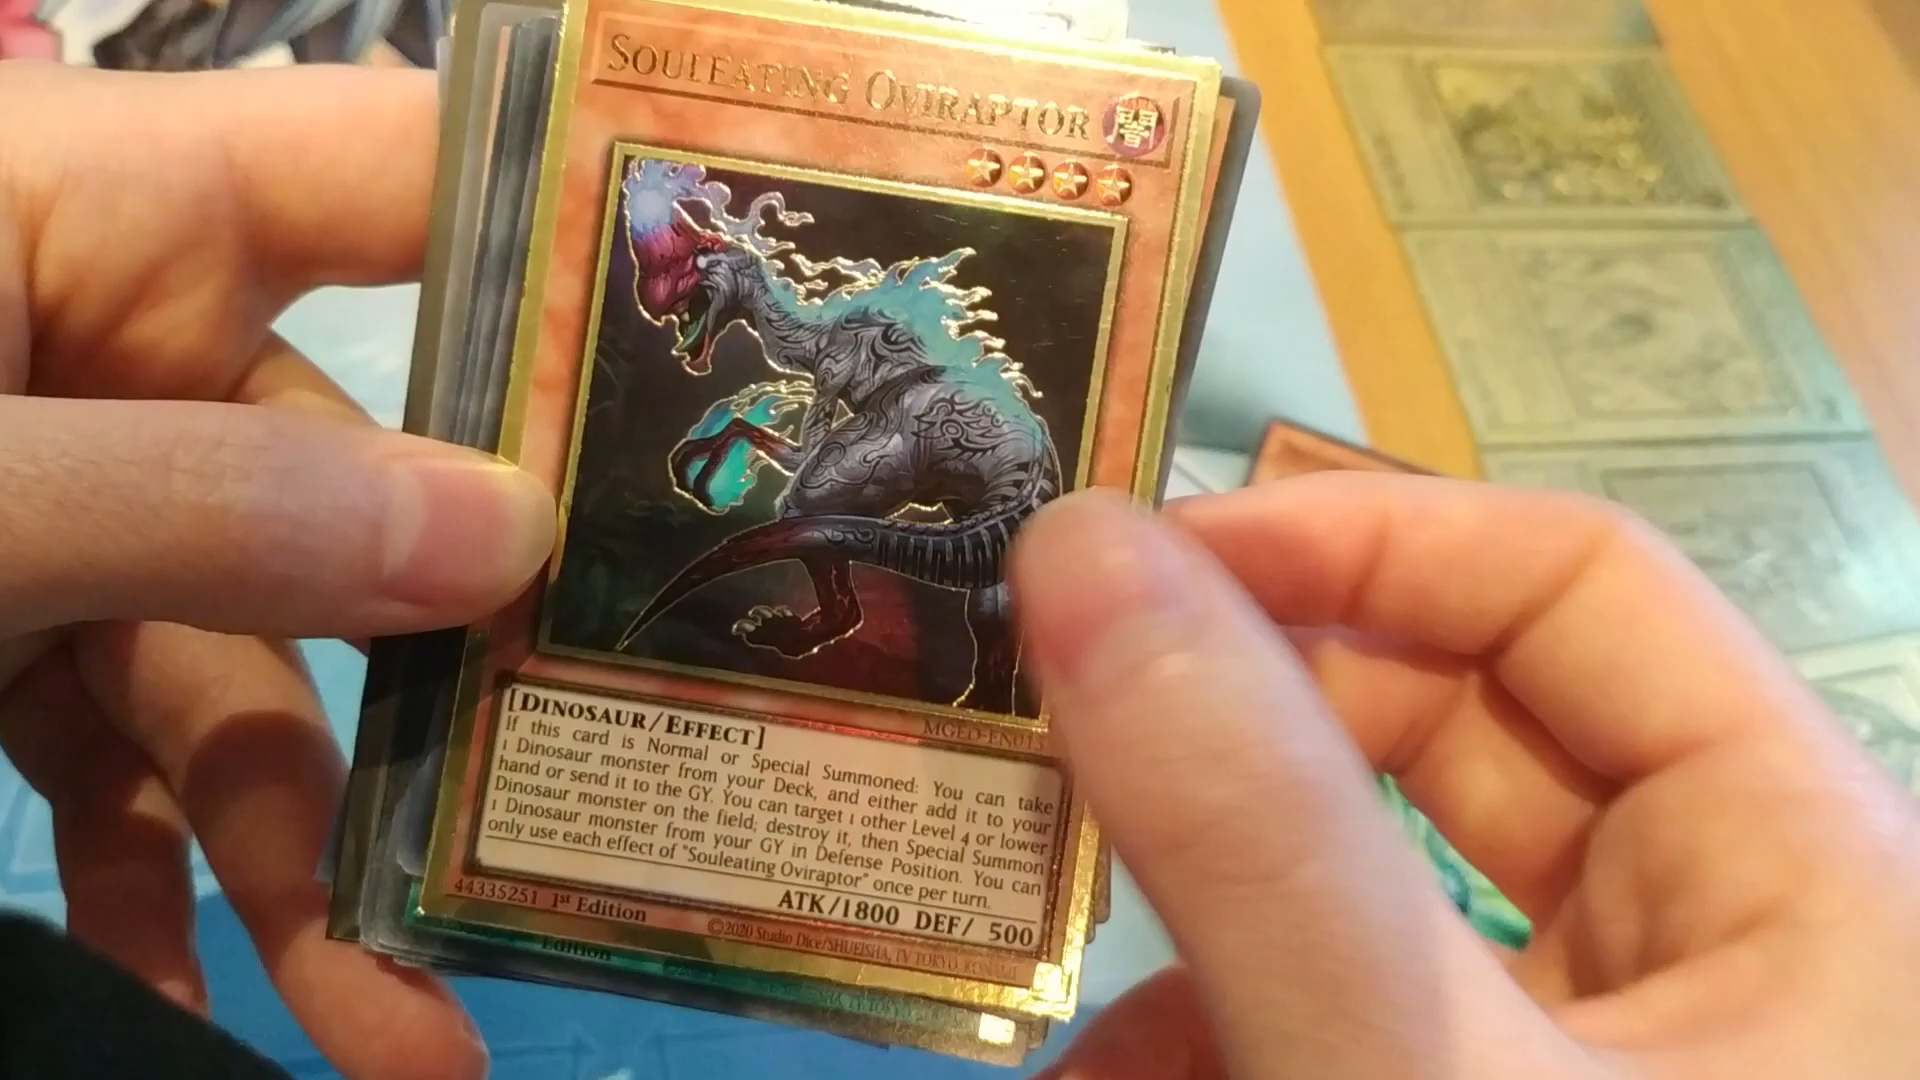 SOULEATING OVIRAPTOR
闇
MGED-EN013
[DINOSAUR/EFFECT]
If this card is Normal or Special Summoned: You can take
1 Dinosaur monster from your Deck, and either add it to your
hand or send it to the GY. You can target 1 other Level 4 or lower
Dinosaur monster on the field; destroy it, then Special Summon
1 Dinosaur monster from your GY in Defense Position. You can
only use each effect of "Souleating Oviraptor" once per turn.
ATK/1800 DEF/ 500
44335251 1st Edition
©2020 Studio Dice/SHUEISHA, TV TOKYO, KONAMI
Edition